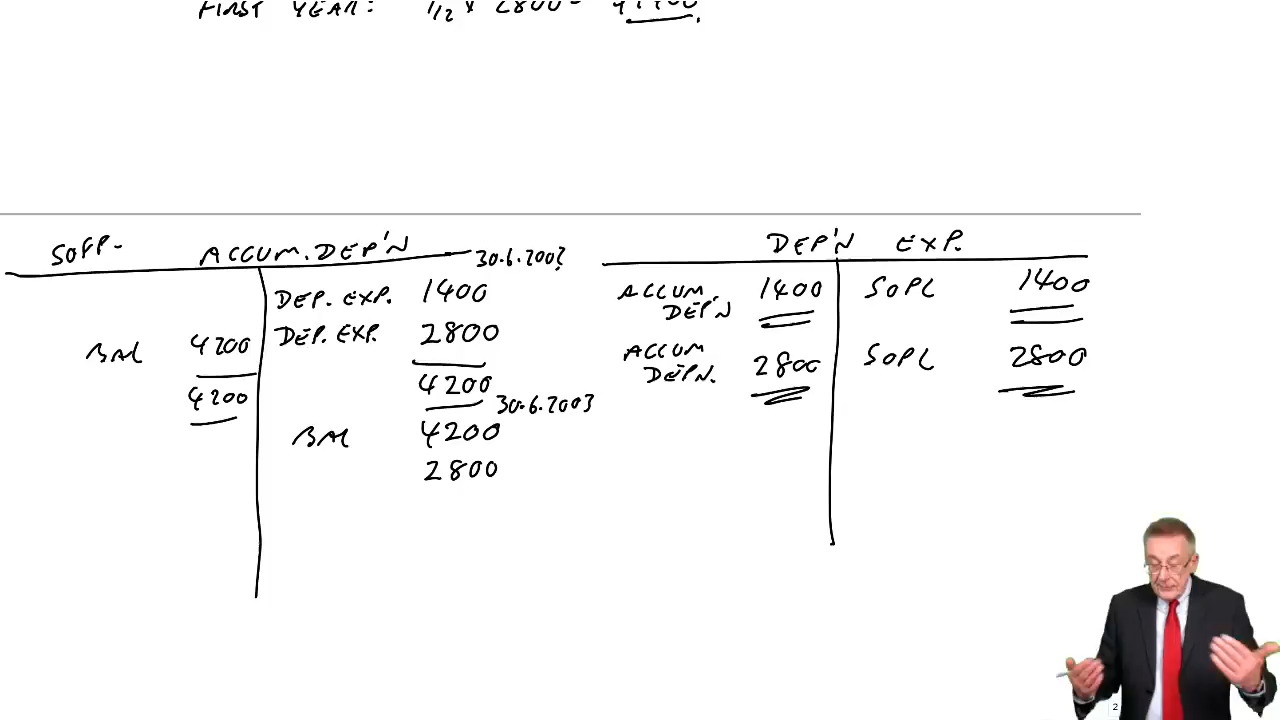 FIRST YEAR: 1/2 x 2800 =
SOFP- ACCUM. DEP'N
30.6.2002
DEP. EXP. 1400
DEP. EXP. 2800
BAL 4200
4200
4200
30.6.2003
BAL 4200
2800
DEP'N EXP.
ACCUM. DEP'N 1400 SOPL 1400
ACCUM DEP'N. 2800 SOPL 2800
2